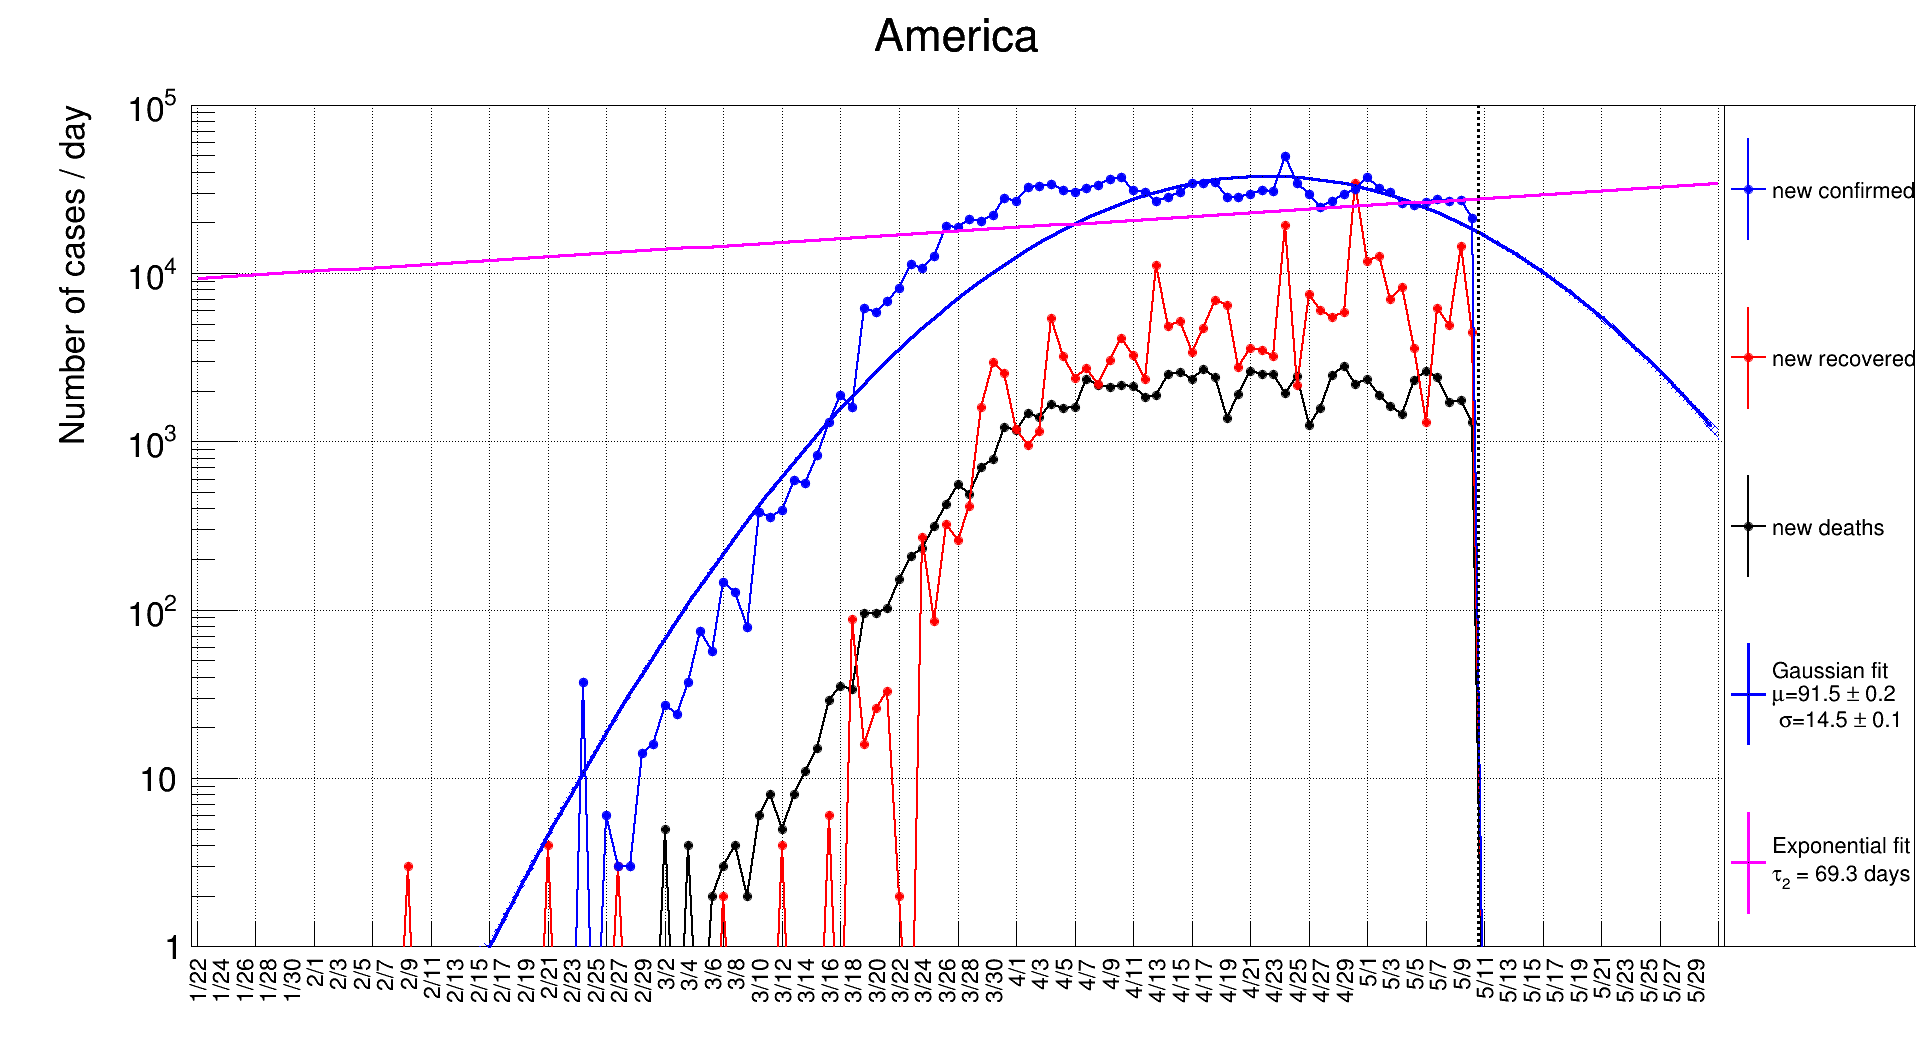 America
Number of cases / day
10^5
10^4
10^3
10^2
10
1
1/22 1/24 1/26 1/28 1/30 2/1 2/3 2/5 2/7 2/9 2/11 2/13 2/15 2/17 2/19 2/21 2/23 2/25 2/27 2/29 3/2 3/4 3/6 3/8 3/10 3/12 3/14 3/16 3/18 3/20 3/22 3/24 3/26 3/28 3/30 4/1 4/3 4/5 4/7 4/9 4/11 4/13 4/15 4/17 4/19 4/21 4/23 4/25 4/27 4/29 5/1 5/3 5/5 5/7 5/9 5/11 5/13 5/15 5/17 5/19 5/21 5/23 5/25 5/27 5/29
new confirmed
new recovered
new deaths
Gaussian fit
μ=91.5 ± 0.2
σ=14.5 ± 0.1
Exponential fit
τ₂ = 69.3 days